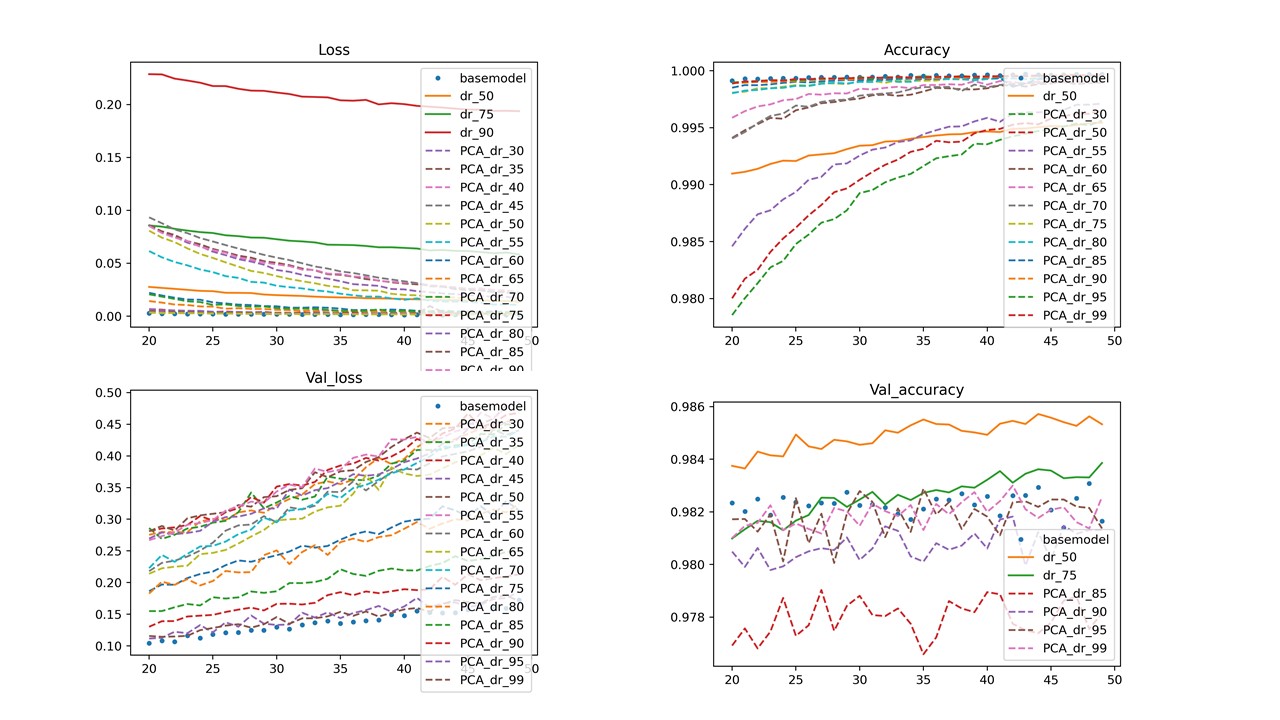 Loss
0.20
0.15
0.10
0.05
0.00
20 25 30 35 40 45 50
basemodel
dr_50
dr_75
dr_90
PCA_dr_30
PCA_dr_35
PCA_dr_40
PCA_dr_45
PCA_dr_50
PCA_dr_55
PCA_dr_60
PCA_dr_65
PCA_dr_70
PCA_dr_75
PCA_dr_80
PCA_dr_85
PCA_dr_90
Accuracy
1.000
0.995
0.990
0.985
0.980
20 25 30 35 40 45 50
basemodel
dr_50
PCA_dr_30
PCA_dr_50
PCA_dr_55
PCA_dr_60
PCA_dr_65
PCA_dr_70
PCA_dr_75
PCA_dr_80
PCA_dr_85
PCA_dr_90
PCA_dr_95
PCA_dr_99
Val_loss
0.50
0.45
0.40
0.35
0.30
0.25
0.20
0.15
0.10
20 25 30 35 40 0
basemodel
PCA_dr_30
PCA_dr_35
PCA_dr_40
PCA_dr_45
PCA_dr_50
PCA_dr_55
PCA_dr_60
PCA_dr_65
PCA_dr_70
PCA_dr_75
PCA_dr_80
PCA_dr_85
PCA_dr_90
PCA_dr_95
PCA_dr_99
Val_accuracy
0.986
0.984
0.982
0.980
0.978
20 25 30 35 40 45 50
basemodel
dr_50
dr_75
PCA_dr_85
PCA_dr_90
PCA_dr_95
PCA_dr_99